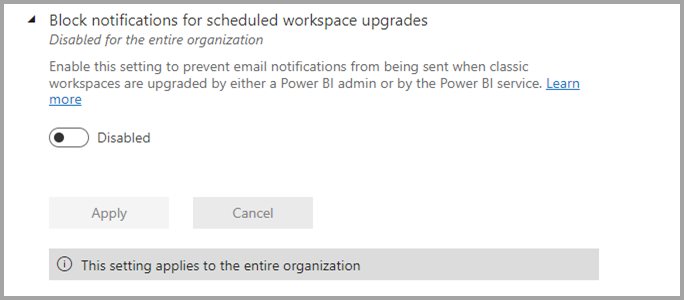 Block notifications for scheduled workspace upgrades
Disabled for the entire organization
Enable this setting to prevent email notifications from being sent when classic
workspaces are upgraded by either a Power BI admin or by the Power BI service. Learn
more
Disabled
Apply Cancel
This setting applies to the entire organization